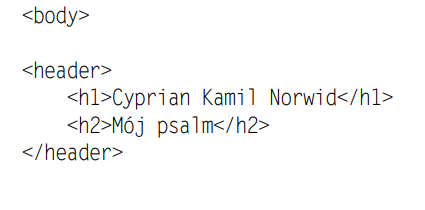 <body>
<header>
<h1>Cyprian Kamil Norwid</h1>
<h2>Mój psalm</h2>
</header>